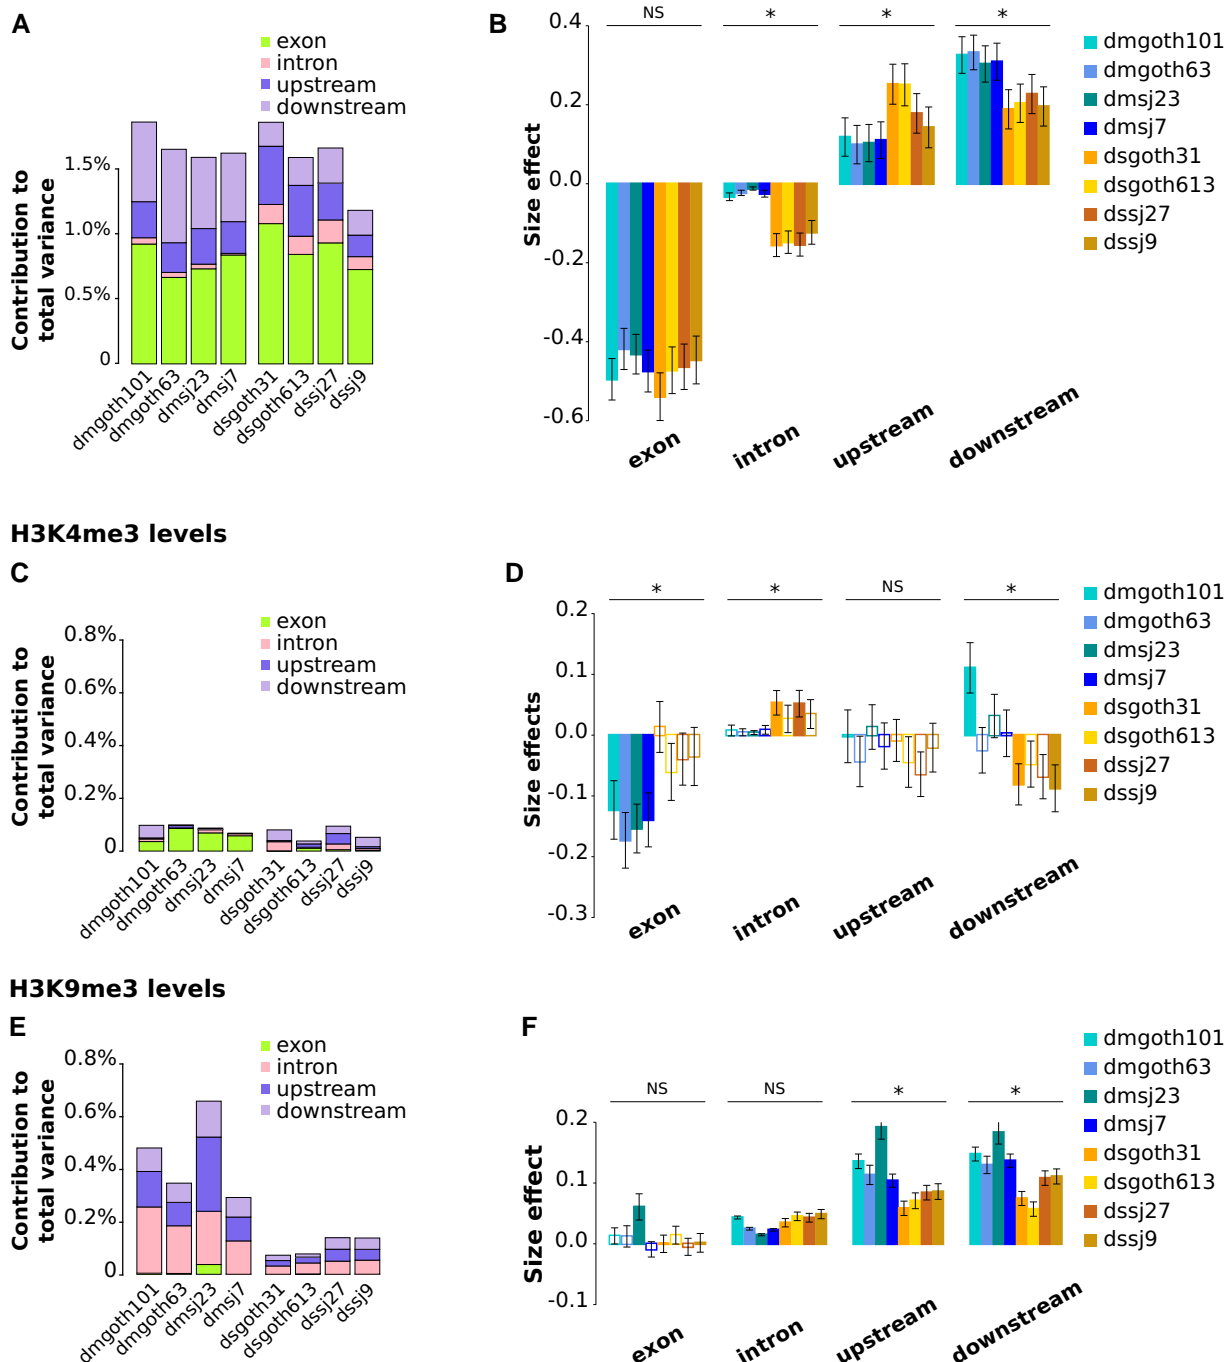 A
exon
intron
upstream
downstream
Contribution to
total variance
1.5%
1.0%
0.5%
0
dmgoth101
dmgoth63
dmsj23
dmsj7
dsgoth31
dsgoth613
dssj27
dssj9
B
NS
*
*
*
Size effect
0.4
0.2
0.0
-0.2
-0.4
-0.6
exon
intron
upstream
downstream
dmgoth101
dmgoth63
dmsj23
dmsj7
dsgoth31
dsgoth613
dssj27
dssj9
H3K4me3 levels
C
exon
intron
upstream
downstream
Contribution to
total variance
0.8%
0.6%
0.4%
0.2%
0
dmgoth101
dmgoth63
dmsj23
dmsj7
dsgoth31
dsgoth613
dssj27
dssj9
D
*
*
NS
*
Size effects
0.2
0.1
0.0
-0.1
-0.2
-0.3
exon
intron
upstream
downstream
dmgoth101
dmgoth63
dmsj23
dmsj7
dsgoth31
dsgoth613
dssj27
dssj9
H3K9me3 levels
E
exon
intron
upstream
downstream
Contribution to
total variance
0.8%
0.6%
0.4%
0.2%
0
dmgoth101
dmgoth63
dmsj23
dmsj7
dsgoth31
dsgoth613
dssj27
dssj9
F
NS
NS
*
*
Size effect
0.2
0.1
0.0
-0.1
exon
intron
upstream
downstream
dmgoth101
dmgoth63
dmsj23
dmsj7
dsgoth31
dsgoth613
dssj27
dssj9